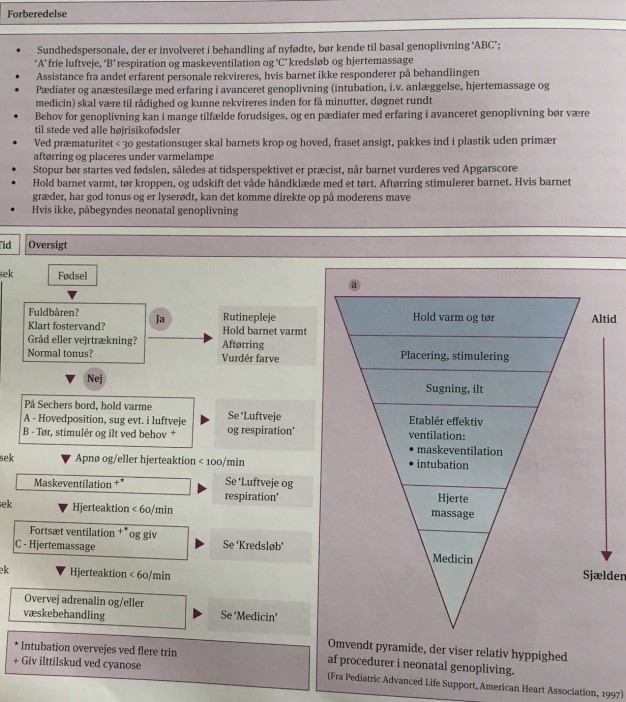 Forberedelse
• Sundhedspersonale, der er involveret i behandling af nyfødte, bør kende til basal genoplivning 'ABC';
'A' frie luftveje, 'B' respiration og maskeventilation og 'C' kredsløb og hjertemassage
• Assistance fra andet erfarent personale rekvireres, hvis barnet ikke responderer på behandlingen
• Pædiater og anæstesilæge med erfaring i avanceret genoplivning (intubation, i.v. anlæggelse, hjertemassage og
medicin) skal være til rådighed og kunne rekvireres inden for få minutter, døgnet rundt
• Behov for genoplivning kan i mange tilfælde forudsiges, og en pædiater med erfaring i avanceret genoplivning bør være
til stede ved alle højrisikofødsler
• Ved præmaturitet < 30 gestationsuger skal barnets krop og hoved, fraset ansigt, pakkes ind i plastik uden primær
aftørring og placeres under varmelampe
• Stopur bør startes ved fødslen, således at tidsperspektivet er præcist, når barnet vurderes ved Apgarscore
• Hold barnet varmt, tør kroppen, og udskift det våde håndklæde med et tørt. Aftørring stimulerer barnet. Hvis barnet
græder, har god tonus og er lyserødt, kan det komme direkte op på moderens mave
• Hvis ikke, påbegyndes neonatal genoplivning
Tid
Oversigt
sek
Fødsel
Fuldbåren?
Klart fostervand?
Gråd eller vejrtrækning?
Normal tonus?
Ja
Rutinepleje
Hold barnet varmt
Aftørring
Vurdér farve
Nej
På Sechers bord, hold varme
A - Hovedposition, sug evt. i luftveje
B - Tør, stimulér og ilt ved behov +
Se 'Luftveje
og respiration'
sek
Apnø og/eller hjerteaktion < 100/min
Maskeventilation +*
Se 'Luftveje og
respiration'
sek
Hjerteaktion < 60/min
Fortsæt ventilation +* og giv
C - Hjertemassage
Se 'Kredsløb'
ek
Hjerteaktion < 60/min
Overvej adrenalin og/eller
væskebehandling
Se 'Medicin'
* Intubation overvejes ved flere trin
+ Giv ilttilskud ved cyanose
a
Hold varm og tør
Placering, stimulering
Sugning, ilt
Etablér effektiv
ventilation:
• maskeventilation
• intubation
Hjerte
massage
Medicin
Altid
Sjælden
Omvendt pyramide, der viser relativ hyppighed
af procedurer i neonatal genopliving.
(Fra Pediatric Advanced Life Support, American Heart Association, 1997)